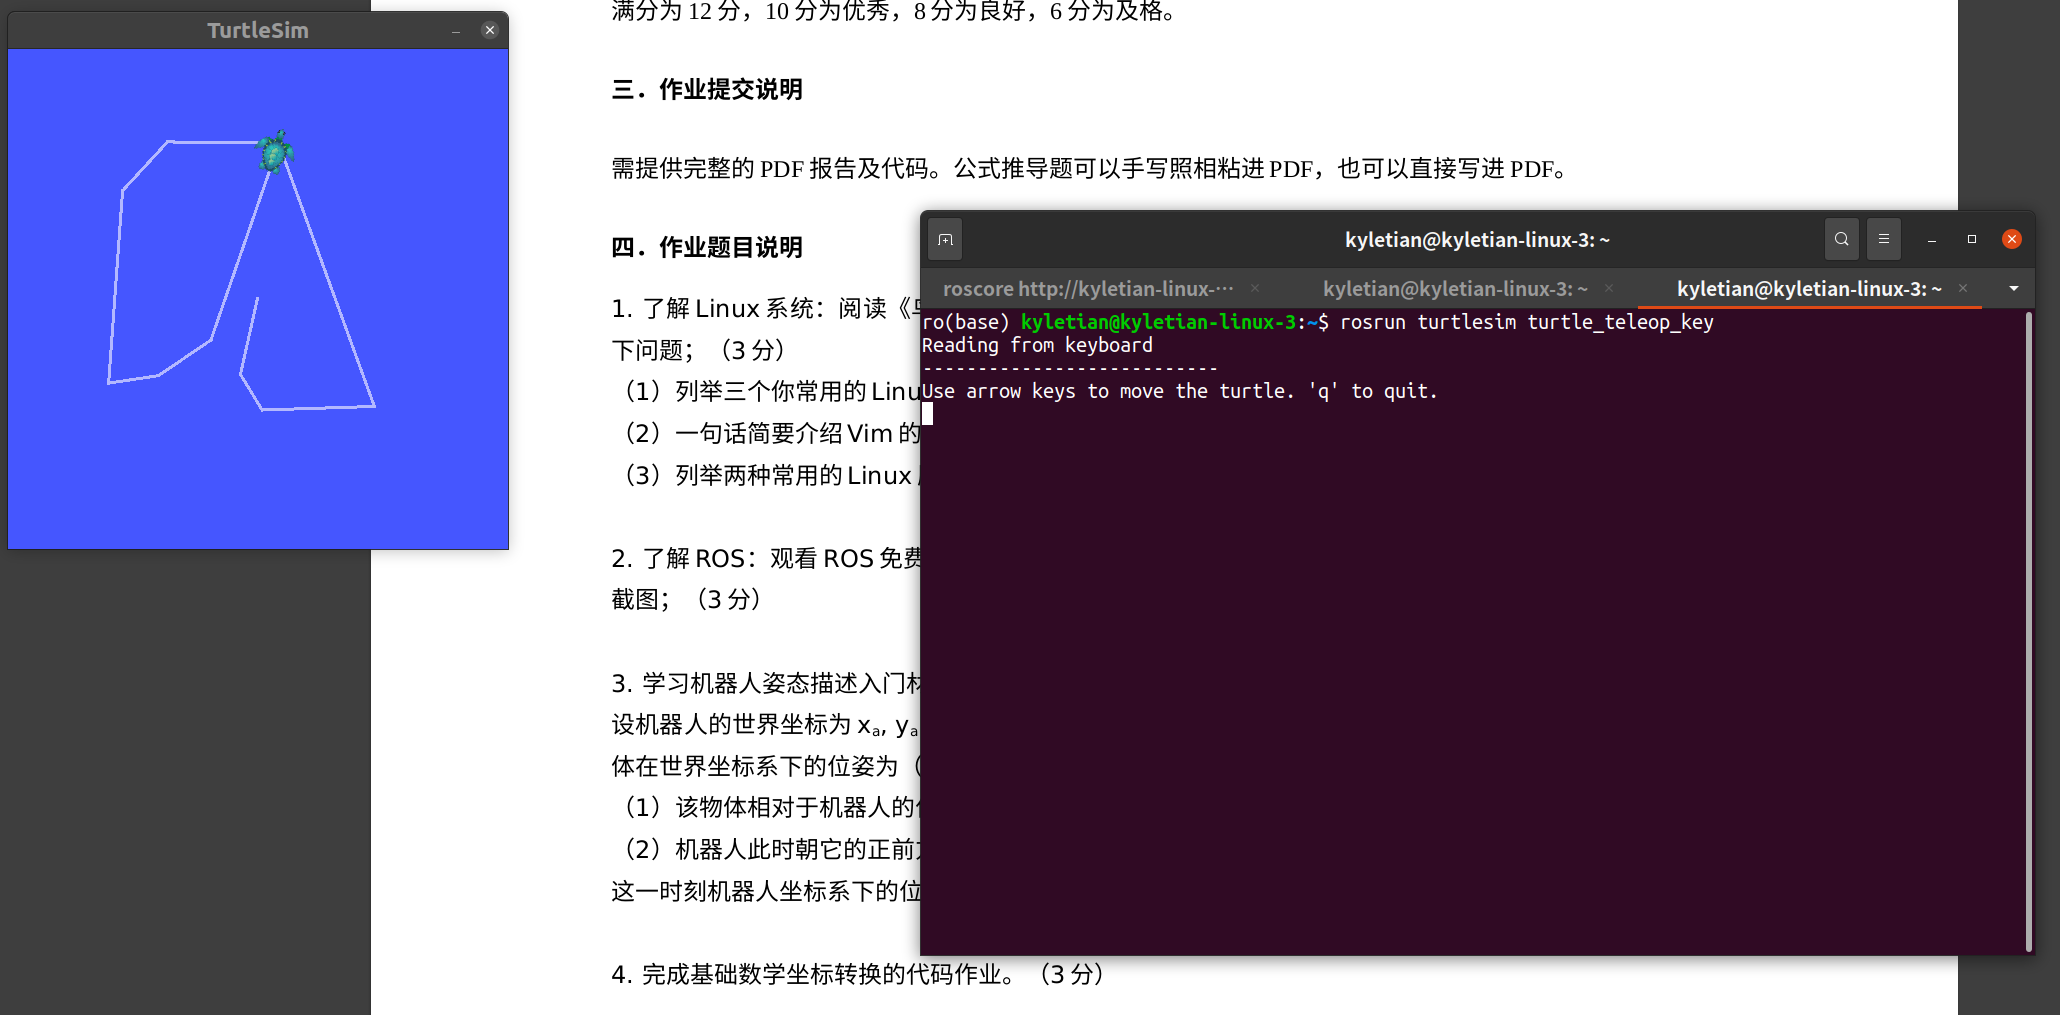 TurtleSim
满分为 12 分，10 分为优秀，8 分为良好，6 分为及格。
三．作业提交说明
需提供完整的 PDF 报告及代码。公式推导题可以手写照相粘进 PDF，也可以直接写进 PDF。
四．作业题目说明
1. 了解 Linux 系统：阅读《
下问题；（3 分）
（1）列举三个你常用的 Linu
（2）一句话简要介绍 Vim 的
（3）列举两种常用的 Linux
2. 了解 ROS：观看 ROS 免费
截图；（3 分）
3. 学习机器人姿态描述入门材
设机器人的世界坐标为 xa, ya
体在世界坐标系下的位姿为（
（1）该物体相对于机器人的
（2）机器人此时朝它的正前
这一时刻机器人坐标系下的位
4. 完成基础数学坐标转换的代码作业。（3 分）
kyletian@kyletian-linux-3: ~
roscore http://kyletian-linux-… kyletian@kyletian-linux-3: ~ kyletian@kyletian-linux-3: ~
ro(base) kyletian@kyletian-linux-3:~$ rosrun turtlesim turtle_teleop_key
Reading from keyboard
---------------------------
Use arrow keys to move the turtle. 'q' to quit.